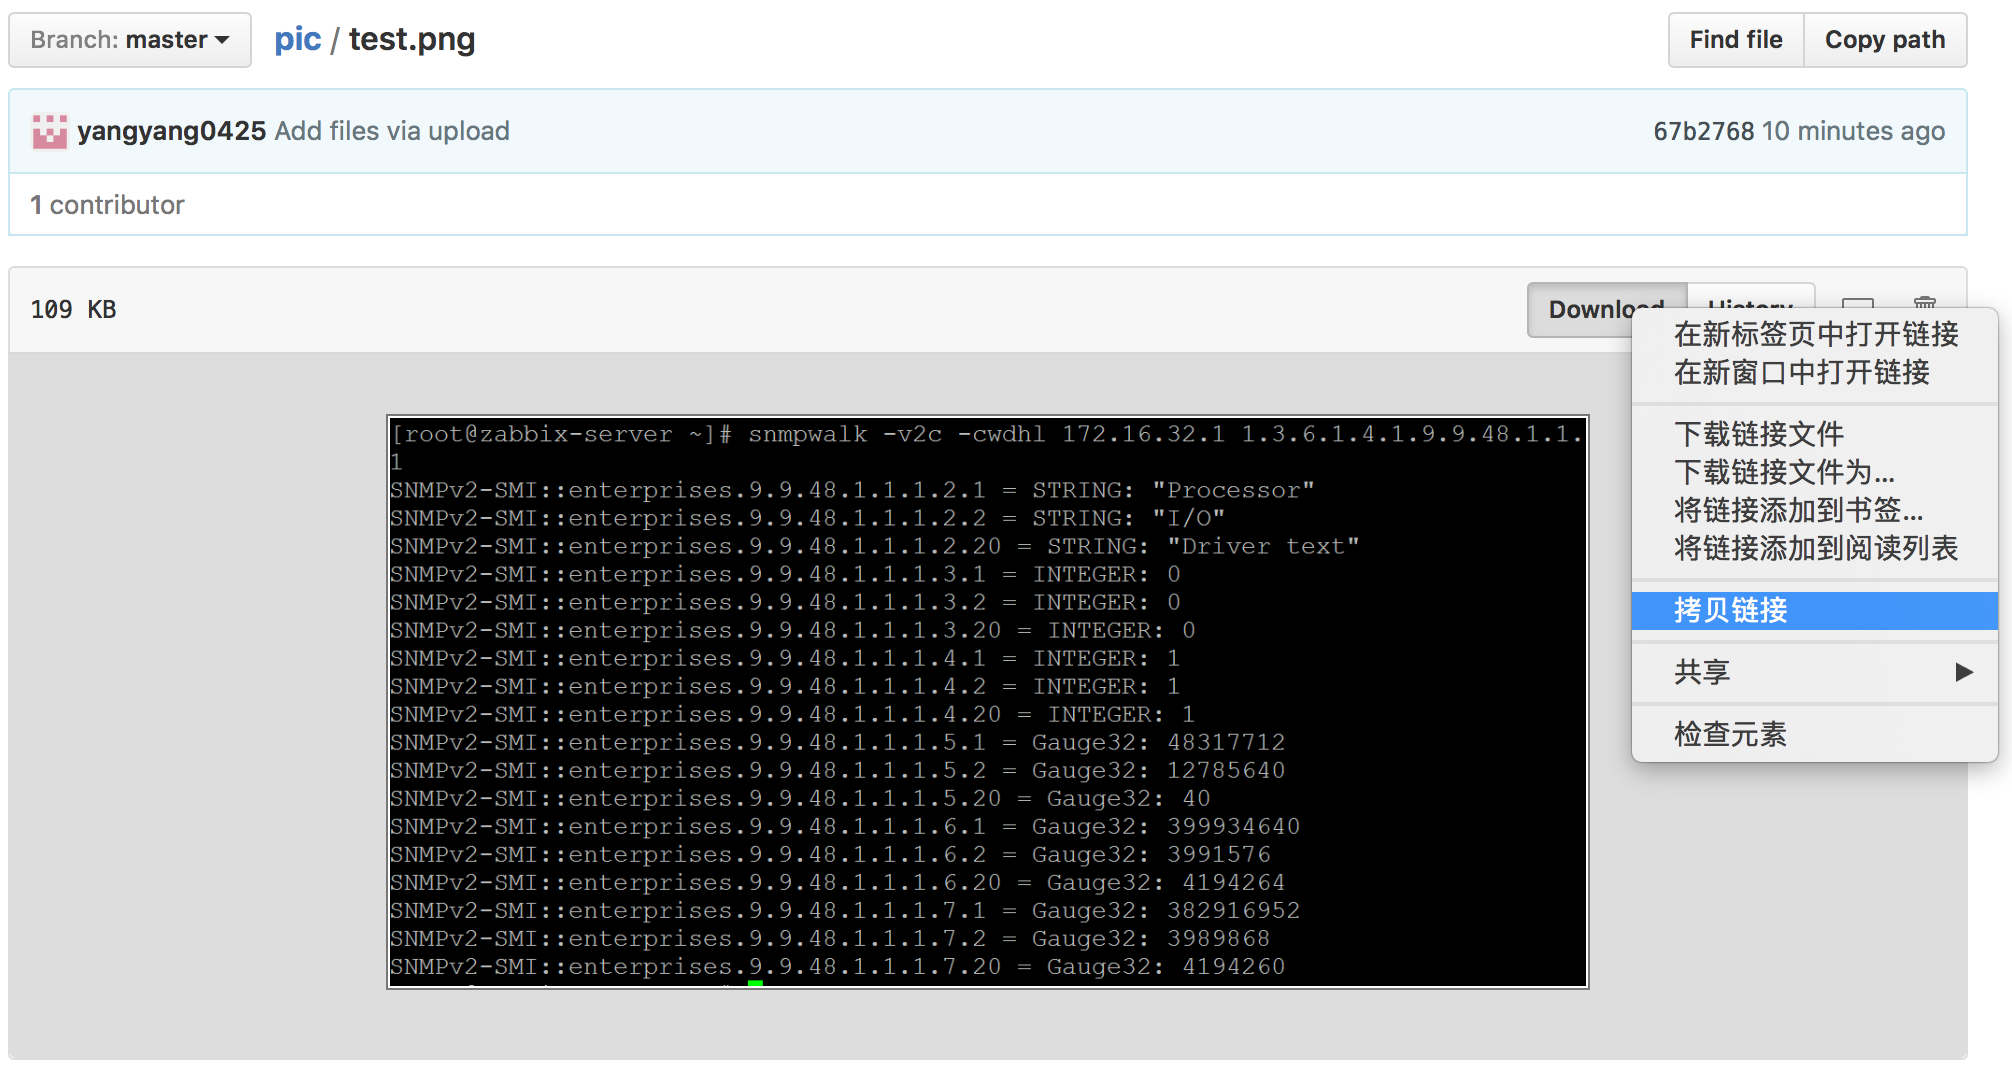 Branch: master
pic / test.png
Find file
Copy path
yangyang0425 Add files via upload
67b2768 10 minutes ago
1 contributor
109 KB
Download
History
[root@zabbix-server ~]# snmpwalk -v2c -cwdhl 172.16.32.1 1.3.6.1.4.1.9.9.48.1.1.
1
SNMPv2-SMI::enterprises.9.9.48.1.1.1.2.1 = STRING: "Processor"
SNMPv2-SMI::enterprises.9.9.48.1.1.1.2.2 = STRING: "I/O"
SNMPv2-SMI::enterprises.9.9.48.1.1.1.2.20 = STRING: "Driver text"
SNMPv2-SMI::enterprises.9.9.48.1.1.1.3.1 = INTEGER: 0
SNMPv2-SMI::enterprises.9.9.48.1.1.1.3.2 = INTEGER: 0
SNMPv2-SMI::enterprises.9.9.48.1.1.1.3.20 = INTEGER: 0
SNMPv2-SMI::enterprises.9.9.48.1.1.1.4.1 = INTEGER: 1
SNMPv2-SMI::enterprises.9.9.48.1.1.1.4.2 = INTEGER: 1
SNMPv2-SMI::enterprises.9.9.48.1.1.1.4.20 = INTEGER: 1
SNMPv2-SMI::enterprises.9.9.48.1.1.1.5.1 = Gauge32: 48317712
SNMPv2-SMI::enterprises.9.9.48.1.1.1.5.2 = Gauge32: 12785640
SNMPv2-SMI::enterprises.9.9.48.1.1.1.5.20 = Gauge32: 40
SNMPv2-SMI::enterprises.9.9.48.1.1.1.6.1 = Gauge32: 399934640
SNMPv2-SMI::enterprises.9.9.48.1.1.1.6.2 = Gauge32: 3991576
SNMPv2-SMI::enterprises.9.9.48.1.1.1.6.20 = Gauge32: 4194264
SNMPv2-SMI::enterprises.9.9.48.1.1.1.7.1 = Gauge32: 382916952
SNMPv2-SMI::enterprises.9.9.48.1.1.1.7.2 = Gauge32: 3989868
SNMPv2-SMI::enterprises.9.9.48.1.1.1.7.20 = Gauge32: 4194260
在新标签页中打开链接
在新窗口中打开链接
下载链接文件
下载链接文件为...
将链接添加到书签...
将链接添加到阅读列表
拷贝链接
共享
检查元素